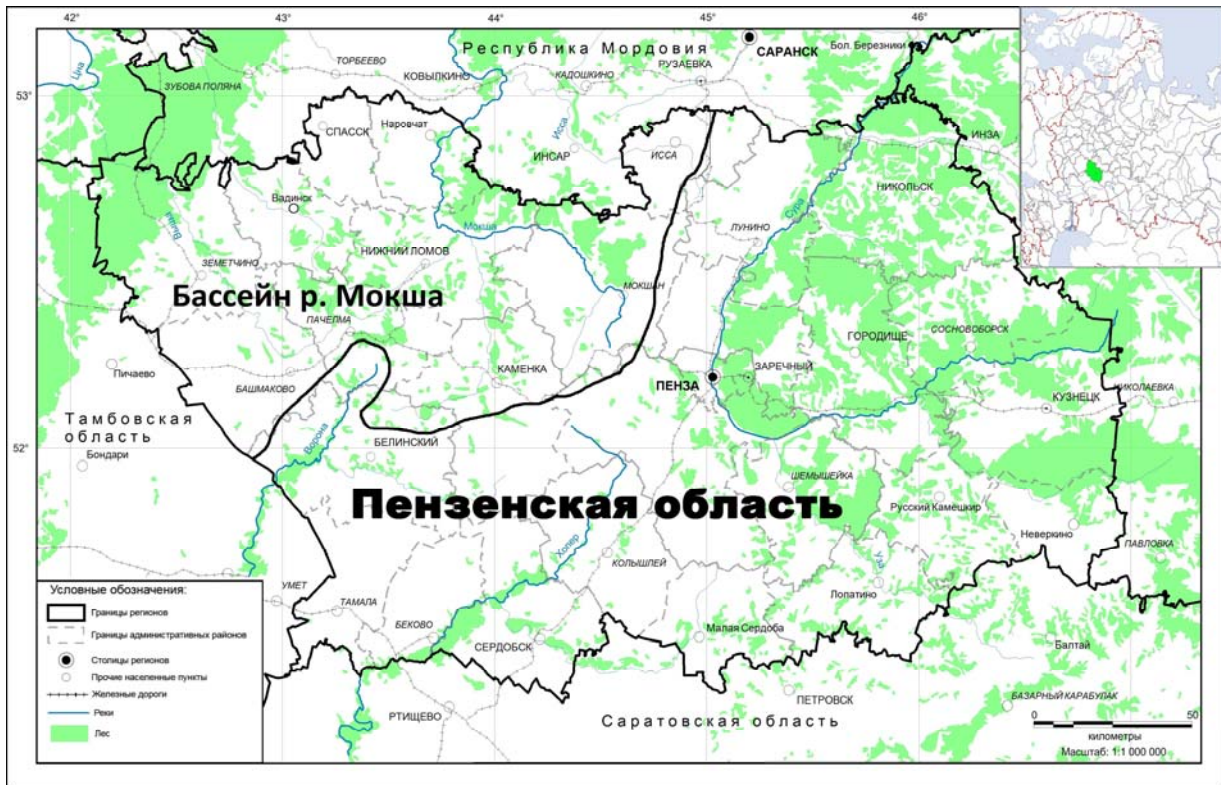 42°
43°
44°
45°
46°
Республика Мордовия
САРАНСК
Бол. Березники
РУЗАЕВКА
ТОРБЕЕВО
КОВЫЛКИНО
КАДОШКИНО
Цна
ЗУБОВА ПОЛЯНА
53°
СПАССК
Наровчат
Исса
ИНСАР
ИССА
ИНЗА
НИКОЛЬСК
Сура
Вадинск
Выша
Мокша
ЛУНИНО
НИЖНИЙ ЛОМОВ
ЗЕМЕТЧИНО
МОКШАН
Бассейн р. Мокша
ПАЧЕЛМА
ГОРОДИЩЕ
СОСНОВОБОРСК
Пичаево
БАШМАКОВО
КАМЕНКА
ПЕНЗА
ЗАРЕЧНЫЙ
КУЗНЕЦК
НИКОЛАЕВКА
Тамбовская
область
52°
Бондари
Ворона
БЕЛИНСКИЙ
ШЕМЫШЕЙКА
Пензенская область
Русский Камешкир
Неверкино
Хопер
КОЛЫШЛЕЙ
Уза
ПАВЛОВКА
УМЕТ
ТАМАЛА
Лопатино
БЕКОВО
СЕРДОБСК
Малая Сердоба
Балтай
ПЕТРОВСК
БАЗАРНЫЙ КАРАБУЛАК
РТИЩЕВО
Саратовская область
Условные обозначения:
Границы регионов
Границы административных районов
Столицы регионов
Прочие населенные пункты
Железные дороги
Реки
Лес
0
50
километры
Масштаб: 1:1 000 000